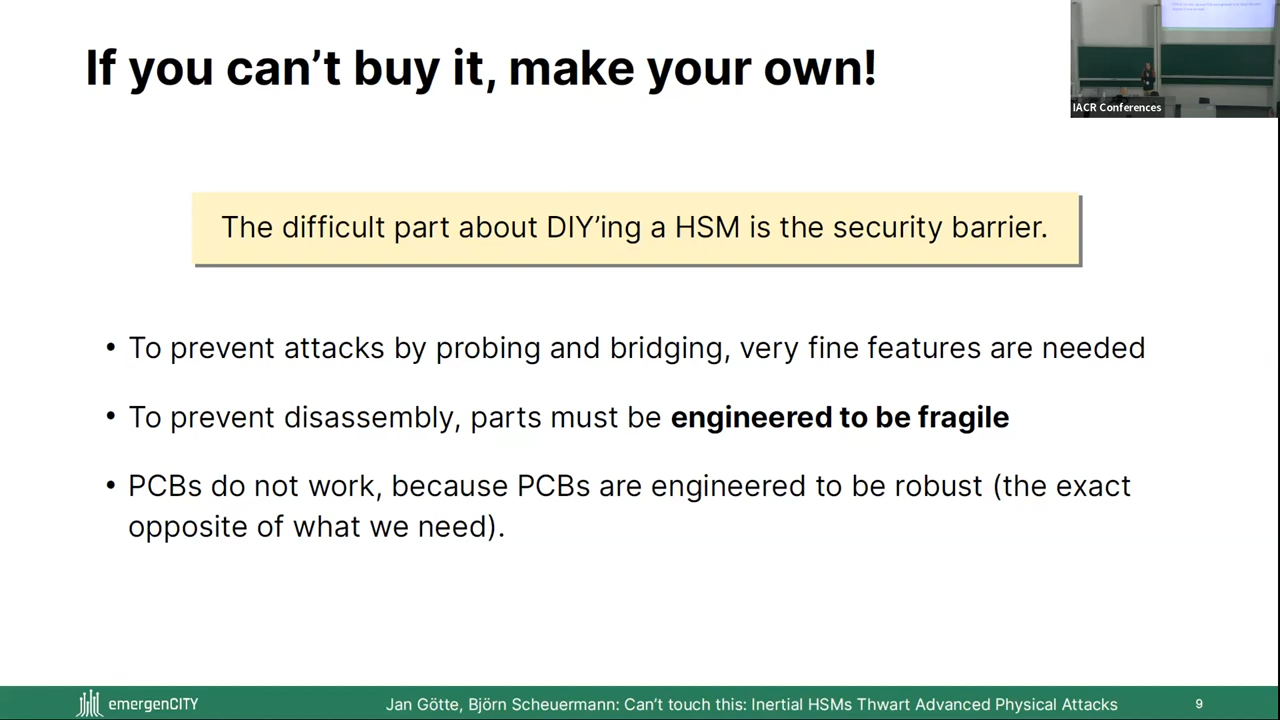 If you can’t buy it, make your own!
IACR Conferences
The difficult part about DIY’ing a HSM is the security barrier.
• To prevent attacks by probing and bridging, very fine features are needed
• To prevent disassembly, parts must be engineered to be fragile
• PCBs do not work, because PCBs are engineered to be robust (the exact
opposite of what we need).
emergenCITY
Jan Götte, Björn Scheuermann: Can’t touch this: Inertial HSMs Thwart Advanced Physical Attacks
9